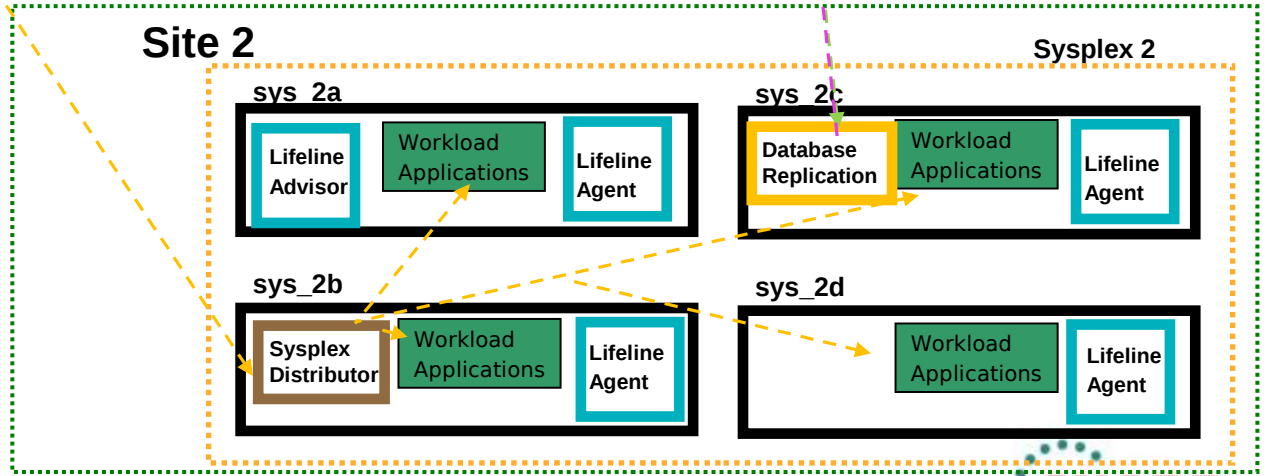 Site 2
Sysplex 2
sys_2a
Lifeline
Advisor
Workload
Applications
Lifeline
Agent
sys_2c
Database
Replication
Workload
Applications
Lifeline
Agent
sys_2b
Sysplex
Distributor
Workload
Applications
Lifeline
Agent
sys_2d
Workload
Applications
Lifeline
Agent